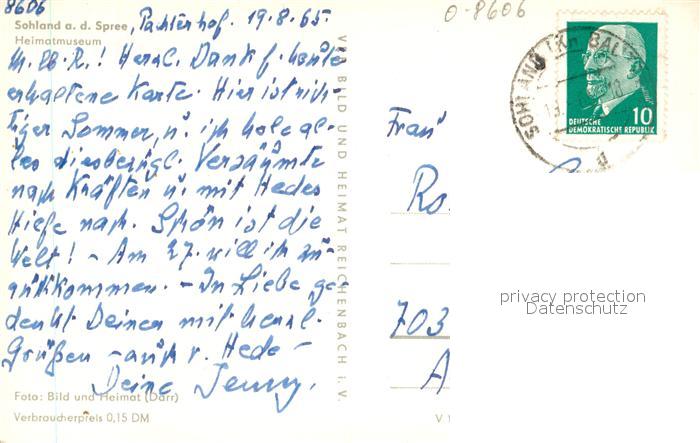 8606
O-8606
Sohland a. d. Spree, Pachterhof. 19.8.65.
Heimatmuseum
M. lb. R.! Herzl. Dank f. heute
erhaltene Karte. Hier ist rich-
tiger Sommer, u. ich hole al-
les diesbezügl. Versäumte
nach Kräften u. mit Hedes
Hilfe nach. Schön ist die
Welt! - Am 27. will ich zu-
rückkommen. - In Liebe ge-
denkt Deiner mit herzl.
Grüßen - auch v. Hede -
Deine Jenny.
Foto: Bild und Heimat (Darr)
Verbraucherpreis 0,15 DM
VEB BILD UND HEIMAT REICHENBACH i. V.
V 1
SOHLAND
10
DEUTSCHE
DEMOKRATISCHE REPUBLIK
Frau
Ro
703
A
privacy protection
Datenschutz